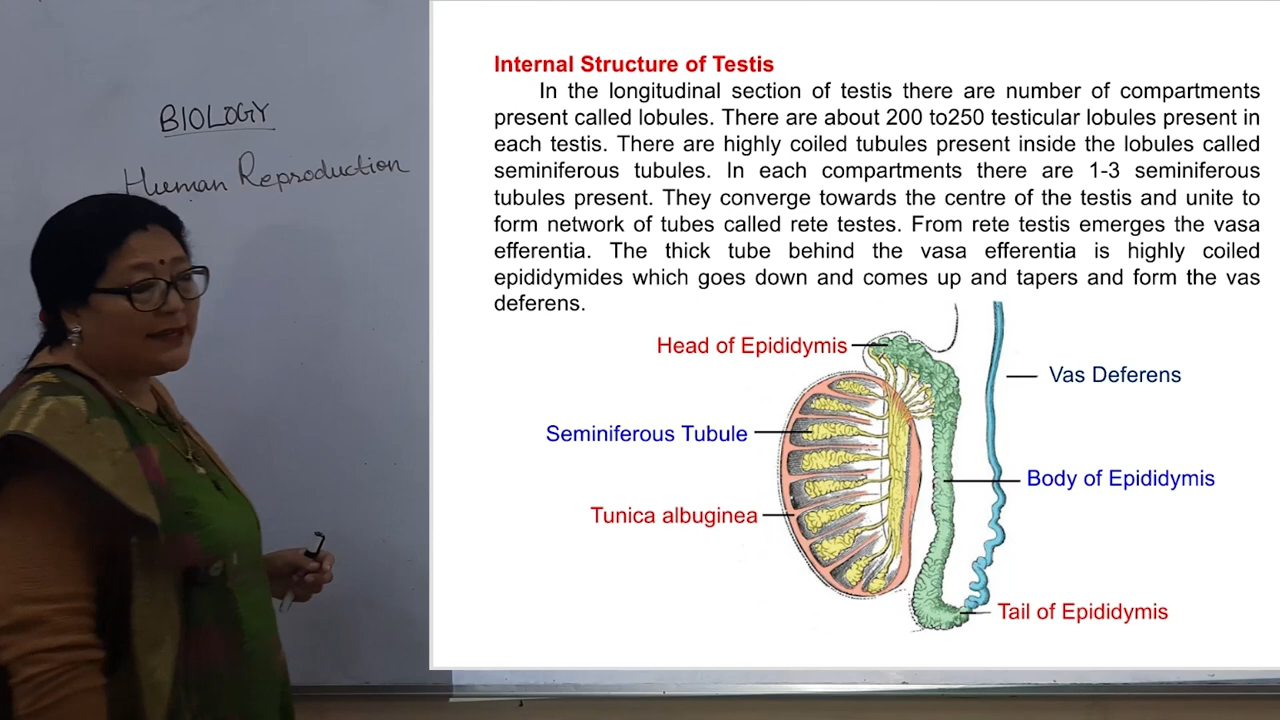 BIOLOGY
Human Reproduction
Internal Structure of Testis
In the longitudinal section of testis there are number of compartments
present called lobules. There are about 200 to250 testicular lobules present in
each testis. There are highly coiled tubules present inside the lobules called
seminiferous tubules. In each compartments there are 1-3 seminiferous
tubules present. They converge towards the centre of the testis and unite to
form network of tubes called rete testes. From rete testis emerges the vasa
efferentia. The thick tube behind the vasa efferentia is highly coiled
epididymides which goes down and comes up and tapers and form the vas
deferens.
Head of Epididymis
Vas Deferens
Seminiferous Tubule
Body of Epididymis
Tunica albuginea
Tail of Epididymis